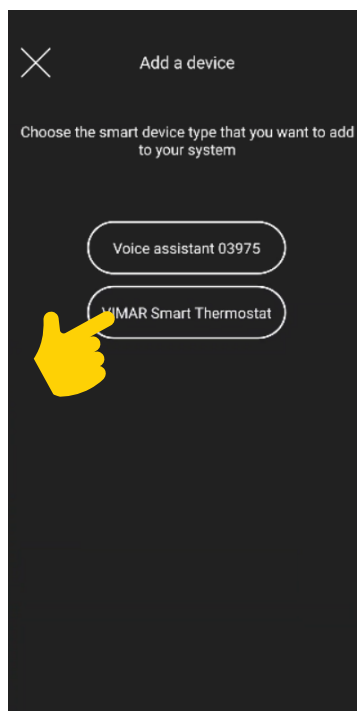 Add a device
Choose the smart device type that you want to add
to your system
Voice assistant 03975
VIMAR Smart Thermostat